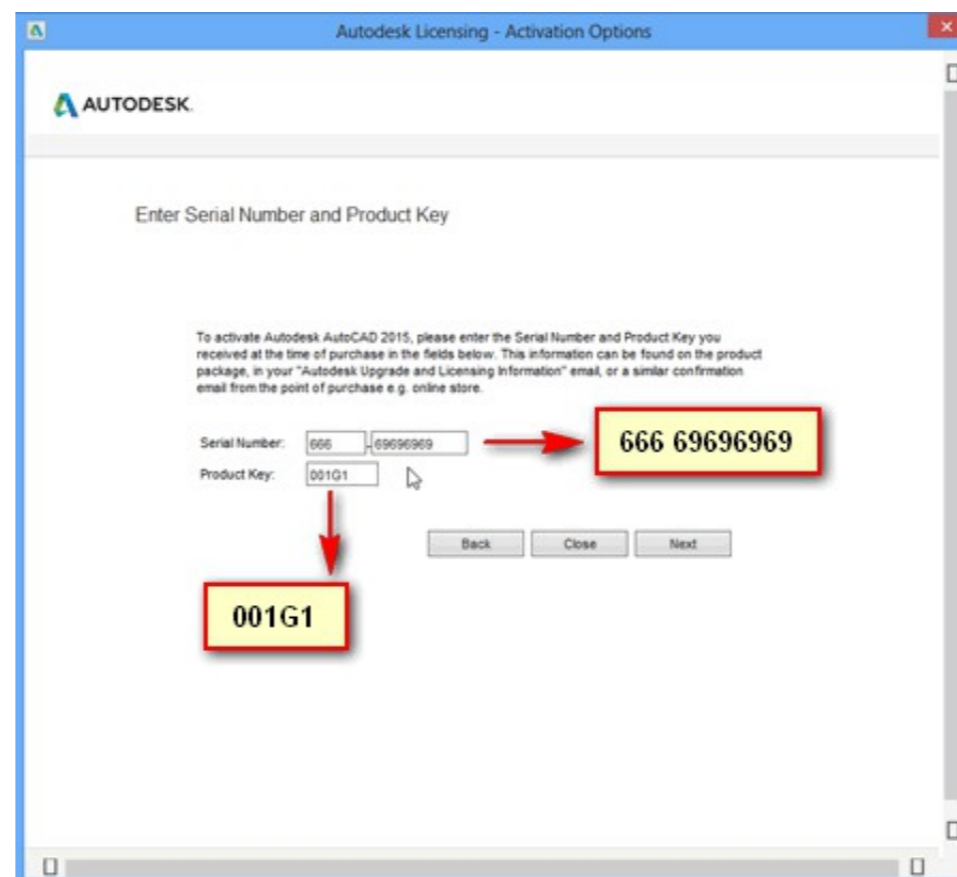 Autodesk Licensing - Activation Options
AUTODESK.
Enter Serial Number and Product Key
To activate Autodesk AutoCAD 2015, please enter the Serial Number and Product Key you
received at the time of purchase in the fields below. This information can be found on the product
package, in your "Autodesk Upgrade and Licensing Information" email, or a similar confirmation
email from the point of purchase e.g. online store.
Serial Number: 666 - 69696969
666 69696969
Product Key: 001G1
Back Close Next
001G1